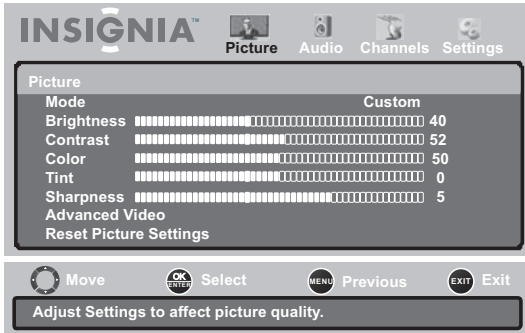 INSIGNIA™
Picture Audio Channels Settings
Picture
Mode Custom
Brightness 40
Contrast 52
Color 50
Tint 0
Sharpness 5
Advanced Video
Reset Picture Settings
Move OK ENTER Select MENU Previous EXIT Exit
Adjust Settings to affect picture quality.